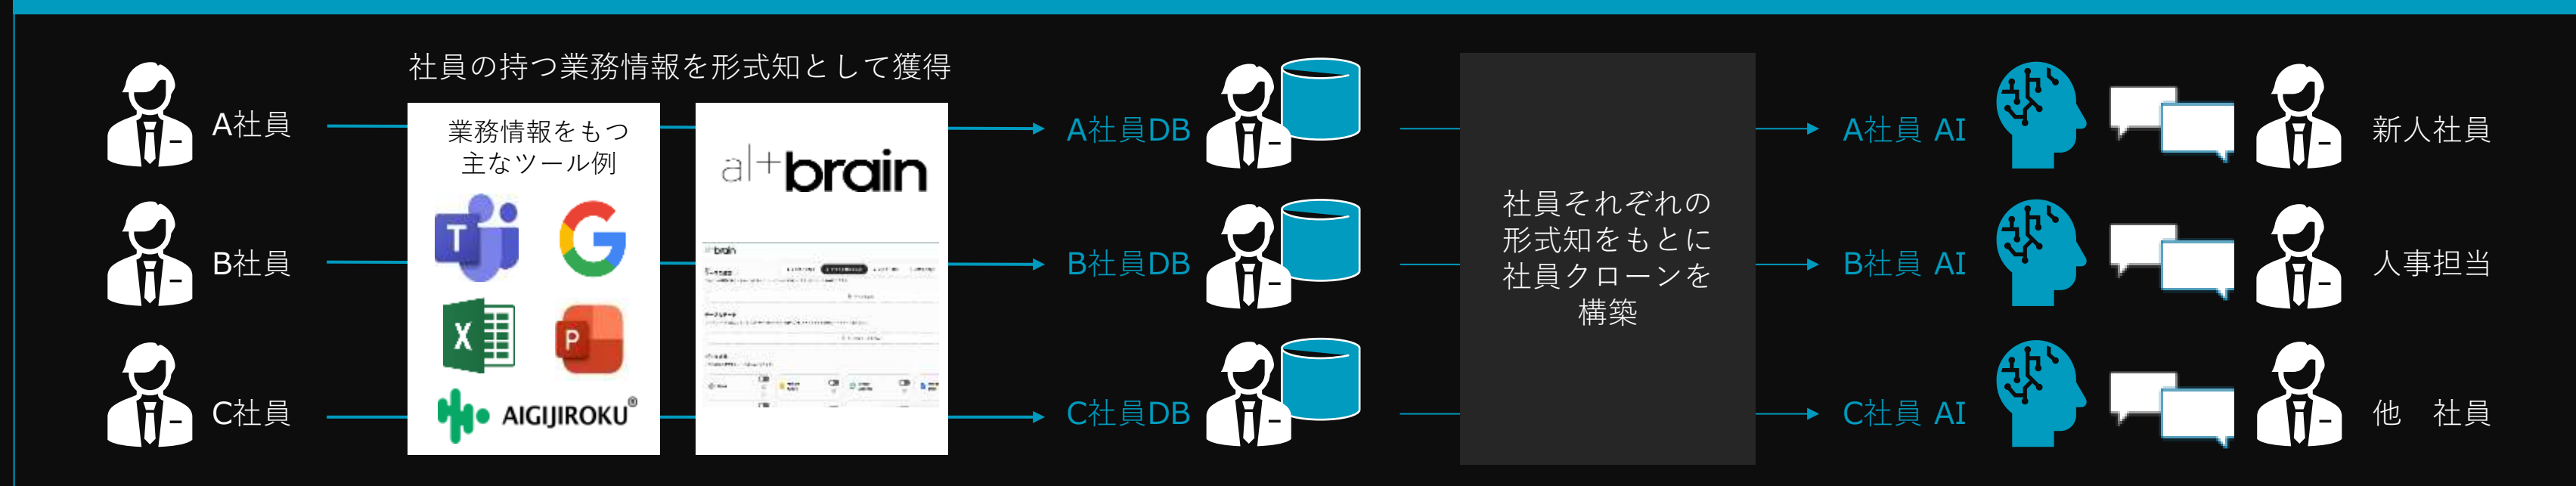 社員の持つ業務情報を形式知として獲得
A社員
B社員
C社員
業務情報をもつ
主なツール例
AIGIJIROKU®
al+brain
al+brain
A社員DB
B社員DB
C社員DB
社員それぞれの
形式知をもとに
社員クローンを
構築
A社員 AI
B社員 AI
C社員 AI
新人社員
人事担当
他　社員